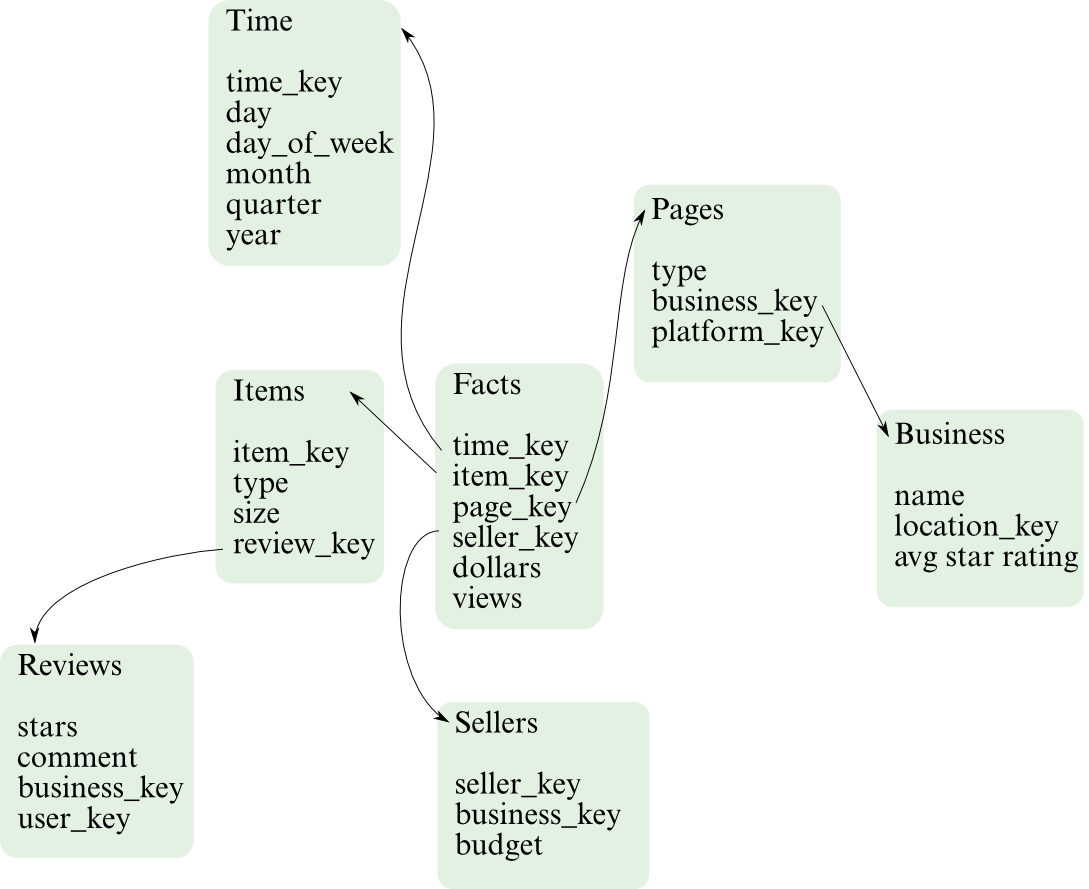 Time
time_key
day
day_of_week
month
quarter
year
Pages
type
business_key
platform_key
Items
item_key
type
size
review_key
Facts
time_key
item_key
page_key
seller_key
dollars
views
Business
name
location_key
avg star rating
Reviews
stars
comment
business_key
user_key
Sellers
seller_key
business_key
budget